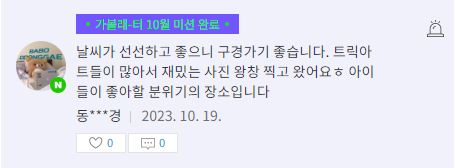 • 가볼래-터 10월 미션 완료 •
날씨가 선선하고 좋으니 구경가기 좋습니다. 트릭아
트들이 많아서 재밌는 사진 왕창 찍고 왔어요ㅎ 아이
들이 좋아할 분위기의 장소입니다
동***경 | 2023. 10. 19.
0 0
BABO
N